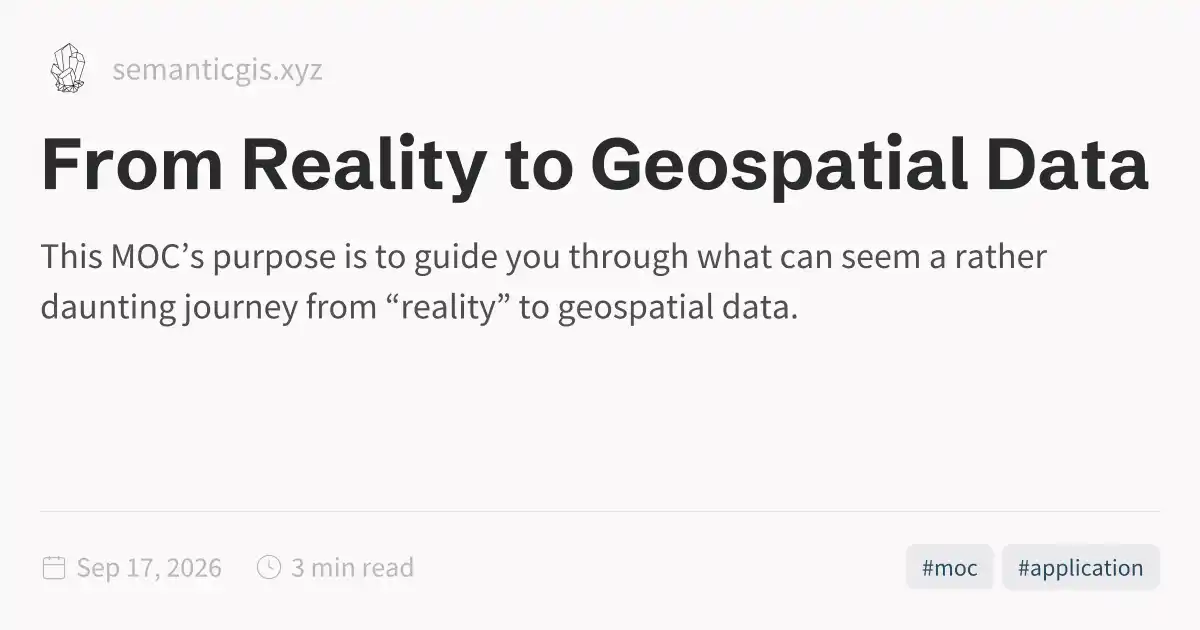 semanticgis.xyz
From Reality to Geospatial Data
This MOC’s purpose is to guide you through what can seem a rather
daunting journey from “reality” to geospatial data.
Sep 17, 2026 3 min read #moc #application